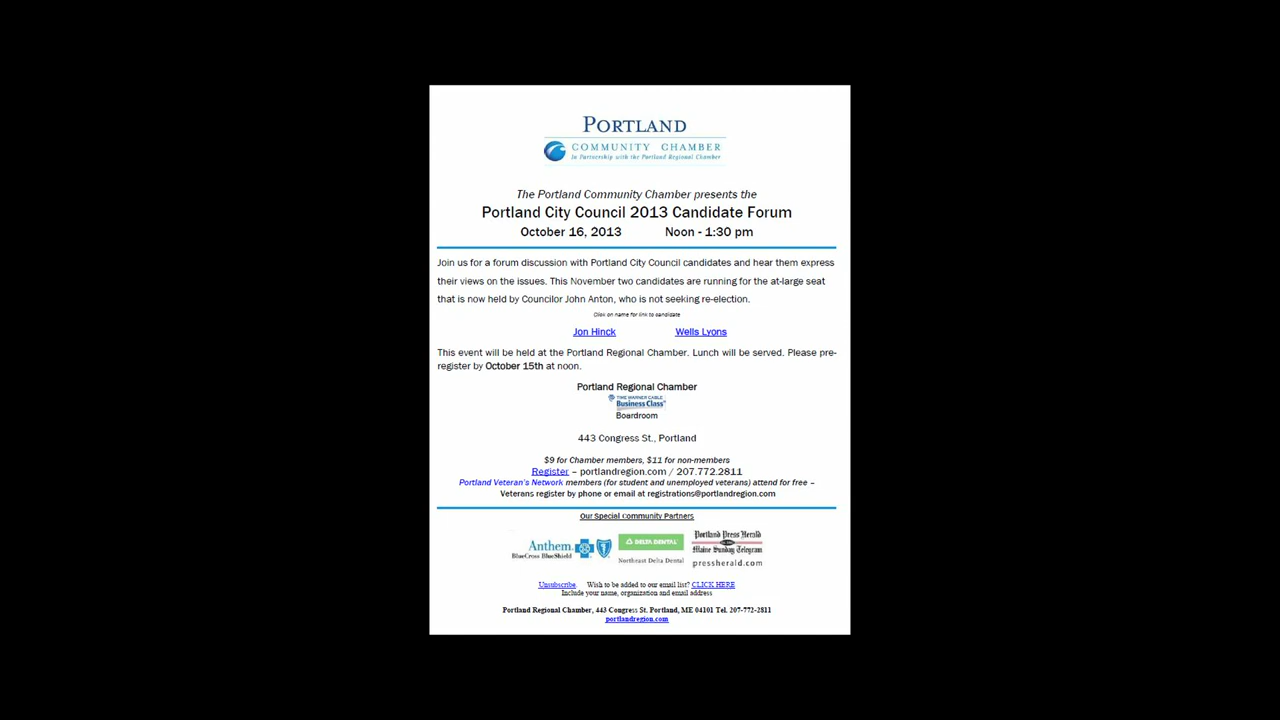 PORTLAND
COMMUNITY CHAMBER
In Partnership with the Portland Regional Chamber
The Portland Community Chamber presents the
Portland City Council 2013 Candidate Forum
October 16, 2013 Noon - 1:30 pm
Join us for a forum discussion with Portland City Council candidates and hear them express
their views on the issues. This November two candidates are running for the at-large seat
that is now held by Councilor John Anton, who is not seeking re-election.
Click on name for link to candidate
Jon Hinck Wells Lyons
This event will be held at the Portland Regional Chamber. Lunch will be served. Please pre-
register by October 15th at noon.
Portland Regional Chamber
TIME WARNER CABLE
Business Class
Boardroom
443 Congress St., Portland
$9 for Chamber members, $11 for non-members
Register – portlandregion.com / 207.772.2811
Portland Veteran's Network members (for student and unemployed veterans) attend for free –
Veterans register by phone or email at registrations@portlandregion.com
Our Special Community Partners
Anthem.
BlueCross BlueShield
DELTA DENTAL
Northeast Delta Dental
Portland Press Herald
Maine Sunday Telegram
pressherald.com
Unsubscribe. Wish to be added to our email list? CLICK HERE
Include your name, organization and email address
Portland Regional Chamber, 443 Congress St. Portland, ME 04101 Tel. 207-772-2811
portlandregion.com